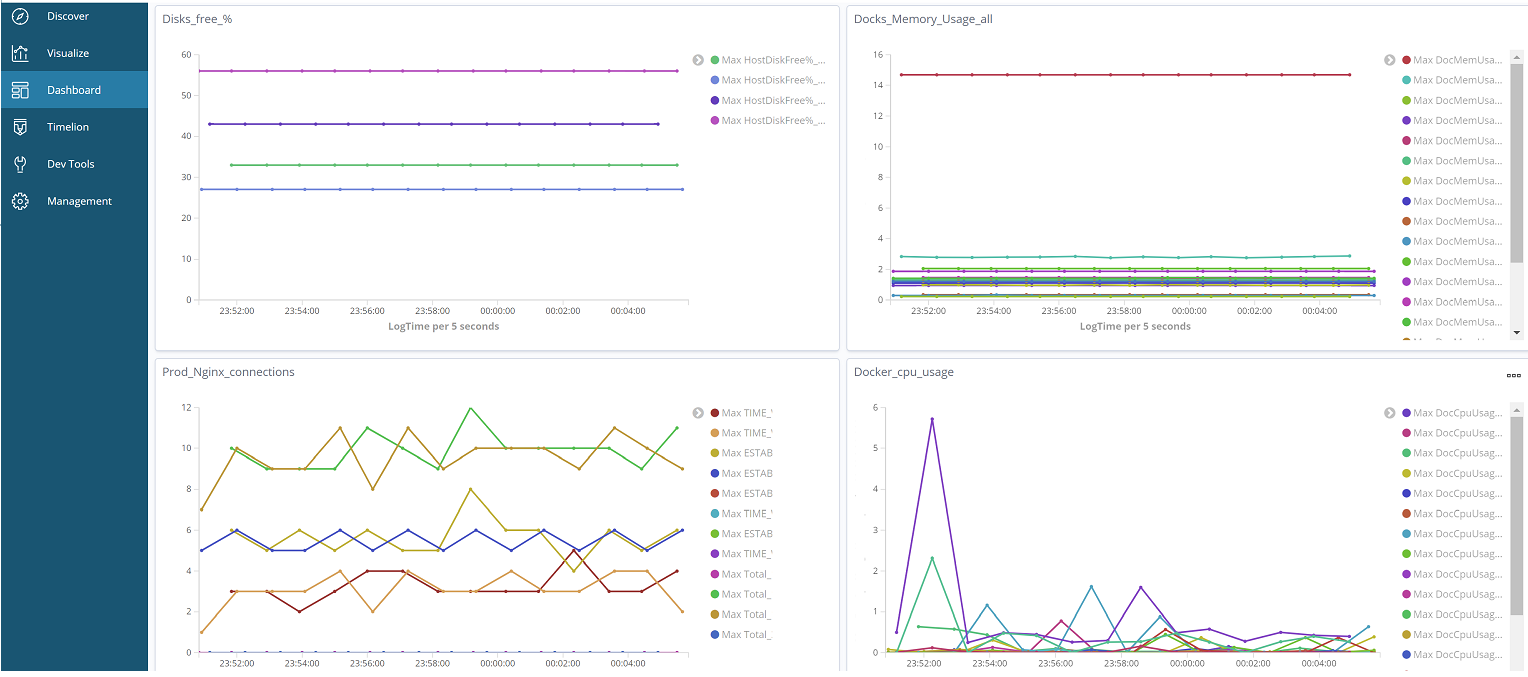 Discover
Visualize
Dashboard
Timelion
Dev Tools
Management
Disks_free_%
60
50
40
30
20
10
0
23:52:00 23:54:00 23:56:00 23:58:00 00:00:00 00:02:00 00:04:00
LogTime per 5 seconds
Max HostDiskFree%_...
Max HostDiskFree%_...
Max HostDiskFree%_...
Max HostDiskFree%_...
Docks_Memory_Usage_all
16
14
12
10
8
6
4
2
0
23:52:00 23:54:00 23:56:00 23:58:00 00:00:00 00:02:00 00:04:00
LogTime per 5 seconds
Max DocMemUsa...
Max DocMemUsa...
Max DocMemUsa...
Max DocMemUsa...
Max DocMemUsa...
Max DocMemUsa...
Max DocMemUsa...
Max DocMemUsa...
Max DocMemUsa...
Max DocMemUsa...
Max DocMemUsa...
Max DocMemUsa...
Max DocMemUsa...
Max DocMemUsa...
Prod_Nginx_connections
12
10
8
6
4
2
0
23:52:00 23:54:00 23:56:00 23:58:00 00:00:00 00:02:00 00:04:00
Max TIME_
Max TIME_
Max ESTAB
Max ESTAB
Max ESTAB
Max TIME_
Max ESTAB
Max TIME_
Max Total_
Max Total_
Max Total_
Max Total_
Docker_cpu_usage
6
5
4
3
2
1
0
23:52:00 23:54:00 23:56:00 23:58:00 00:00:00 00:02:00 00:04:00
Max DocCpuUsag...
Max DocCpuUsag...
Max DocCpuUsag...
Max DocCpuUsag...
Max DocCpuUsag...
Max DocCpuUsag...
Max DocCpuUsag...
Max DocCpuUsag...
Max DocCpuUsag...
Max DocCpuUsag...
Max DocCpuUsag...
Max DocCpuUsag...
Max DocCpuUsag...